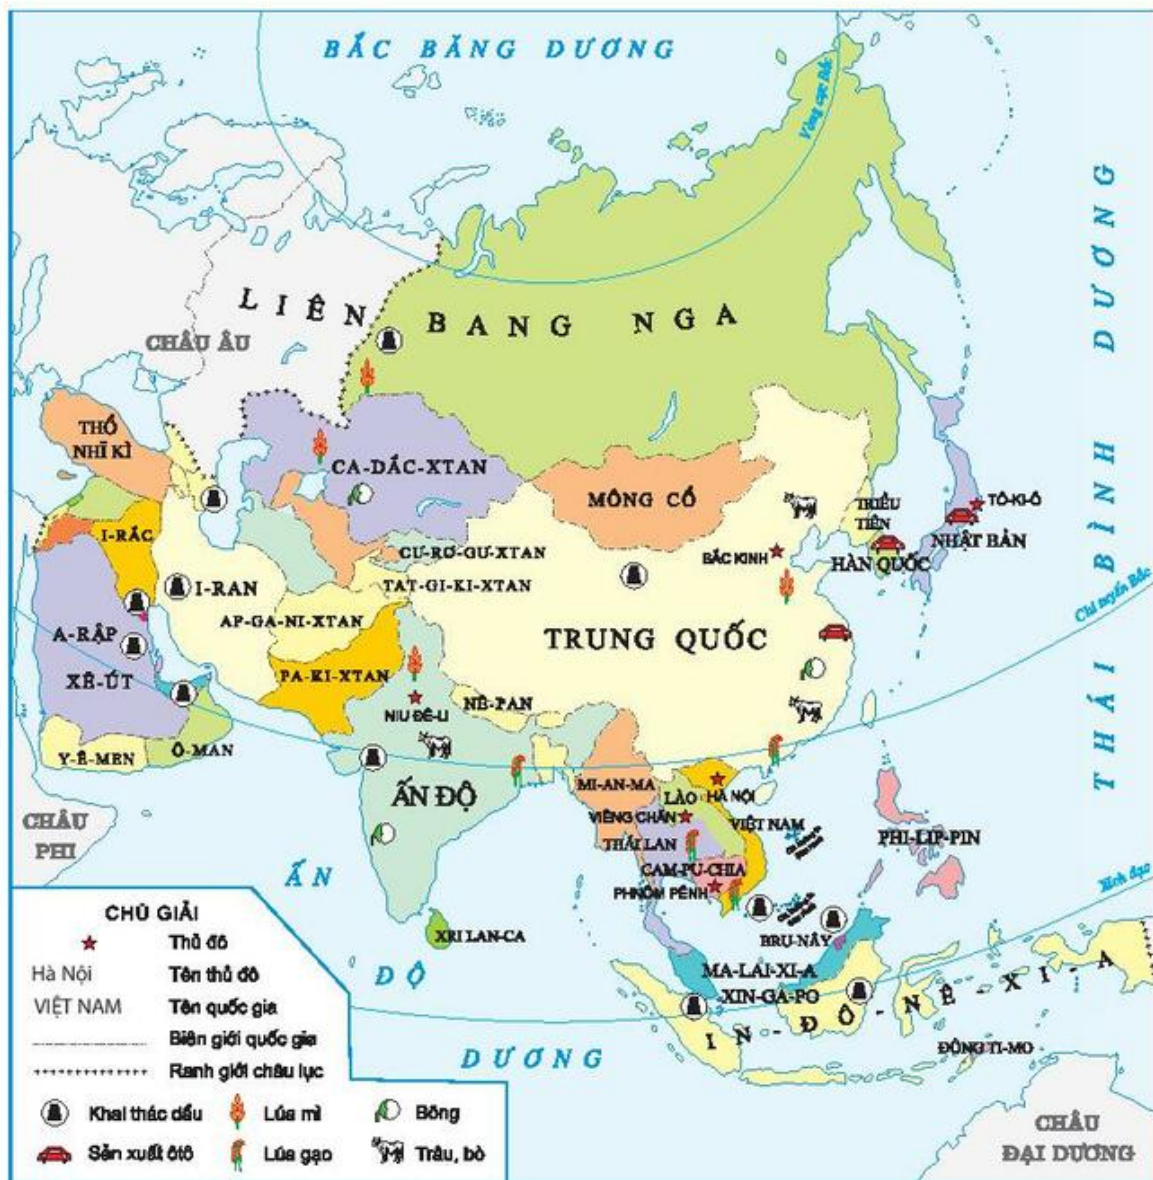 BẮC BĂNG DƯƠNG
Vòng cực Bắc
LIÊN BANG NGA
CHÂU ÂU
THỔ
NHĨ KÌ
CA-DẮC-XTAN
MÔNG CỔ
TRIỀU
TIÊN
TÔ-KI-Ô
NHẬT BẢN
I-RẮC
CƯ-RƠ-GƯ-XTAN
BẮC KINH
HÀN QUỐC
I-RAN
TAT-GI-KI-XTAN
AP-GA-NI-XTAN
TRUNG QUỐC
Chí tuyến Bắc
THÁI BÌNH DƯƠNG
A-RẬP
XÊ-ÚT
PA-KI-XTAN
NÊ-PAN
NIU ĐÊ-LI
Y-Ê-MEN
Ô-MAN
ẤN ĐỘ
MI-AN-MA
LÀO
HÀ NỘI
VIÊNG CHĂN
VIỆT NAM
THÁI LAN
PHI-LIP-PIN
CHÂU
PHI
CAM-PU-CHIA
PHNÔM PÊNH
Xích đạo
ẤN
ĐỘ
DƯƠNG
XRI LAN-CA
BRU-NÂY
MA-LAI-XI-A
XIN-GA-PO
IN-ĐÔ-NÊ-XI-A
ĐÔNG TI-MO
CHÂU
ĐẠI DƯƠNG
CHÚ GIẢI
Thủ đô
Hà Nội Tên thủ đô
VIỆT NAM Tên quốc gia
Biên giới quốc gia
Ranh giới châu lục
Khai thác dầu Lúa mì Bông
Sản xuất ôtô Lúa gạo Trâu, bò